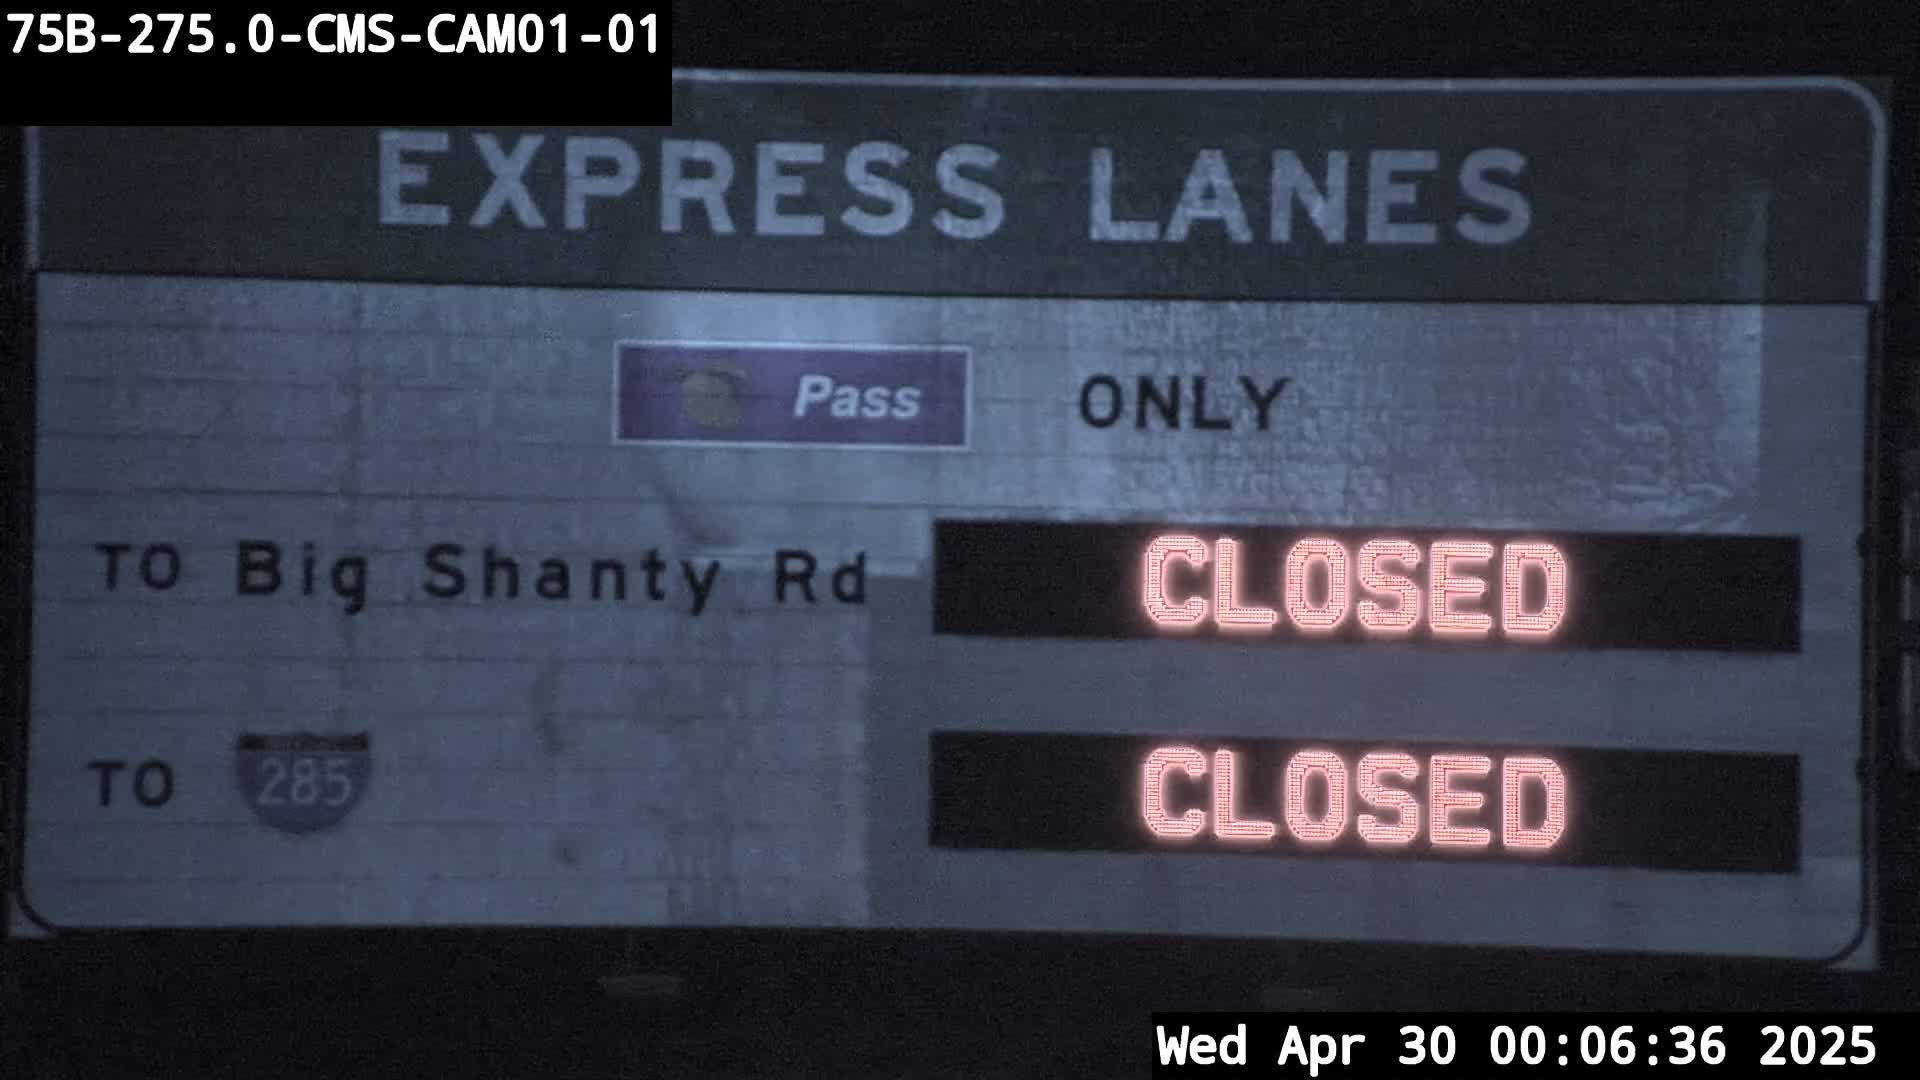 75B-275.0-CMS-CAM01-01
EXPRESS LANES
Pass ONLY
TO Big Shanty Rd CLOSED
TO 285 CLOSED
Wed Apr 30 00:06:36 2025